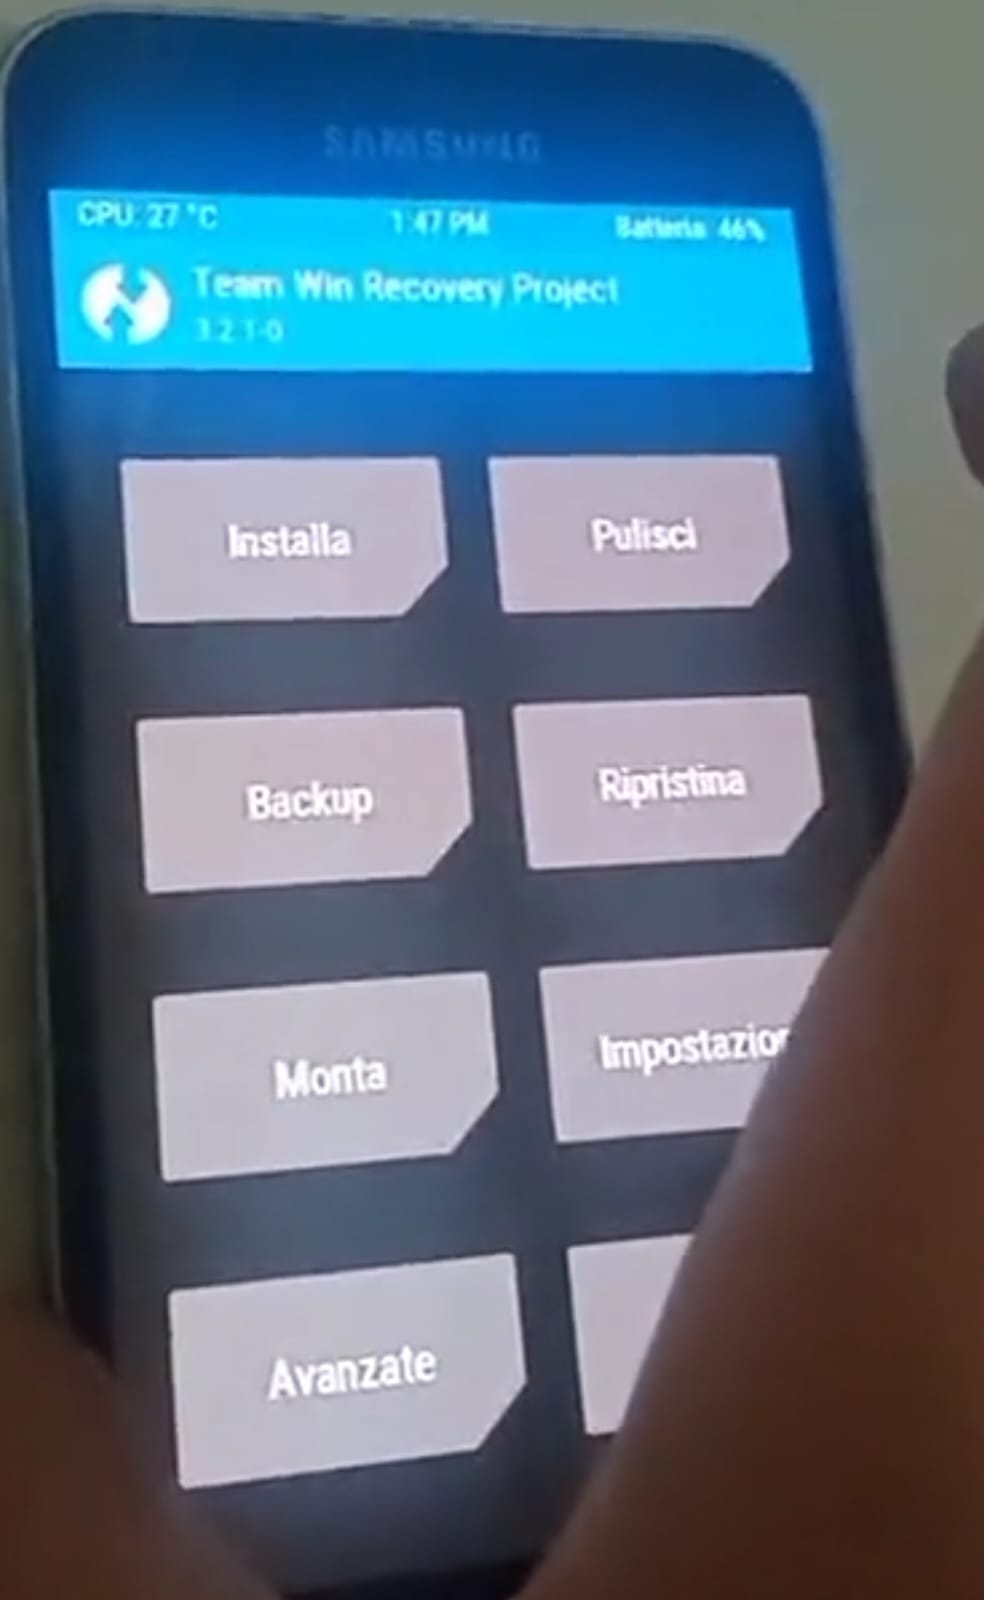 SAMSUNG
CPU: 27 °C 1:47 PM Batteria: 46%
Team Win Recovery Project
3.2.1-0
Installa Pulisci
Backup Ripristina
Monta
Avanzate